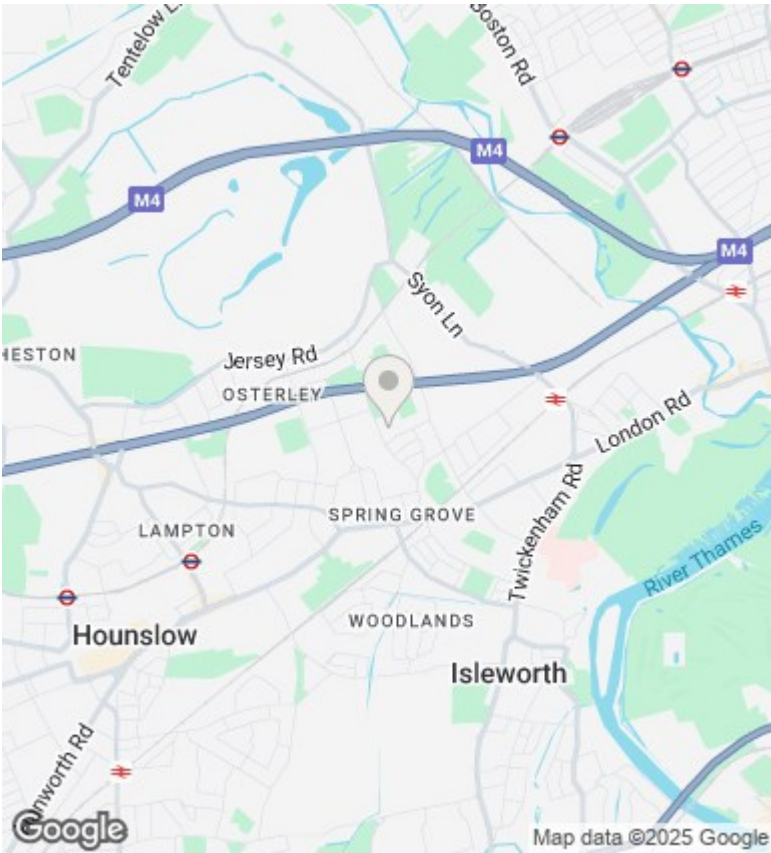 Tentelow L
Boston Rd
M4
M4
M4
Syon Ln
HESTON
Jersey Rd
OSTERLEY
London Rd
Twickenham Rd
SPRING GROVE
LAMPTON
River Thames
WOODLANDS
Hounslow
Isleworth
nworth Rd
Google
Map data ©2025 Google